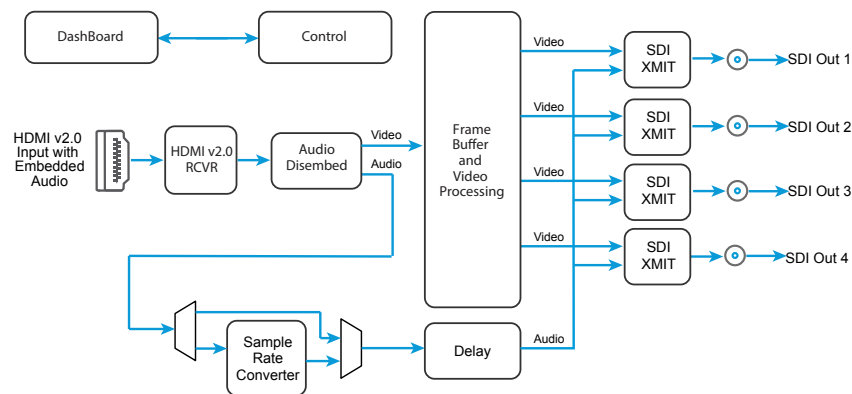 DashBoard
Control
HDMI v2.0
Input with
Embedded
Audio
HDMI v2.0
RCVR
Audio
Disembed
Video
Audio
Frame
Buffer
and
Video
Processing
Video
SDI
XMIT
SDI Out 1
Video
SDI
XMIT
SDI Out 2
Video
SDI
XMIT
SDI Out 3
Video
SDI
XMIT
SDI Out 4
Sample
Rate
Converter
Delay
Audio